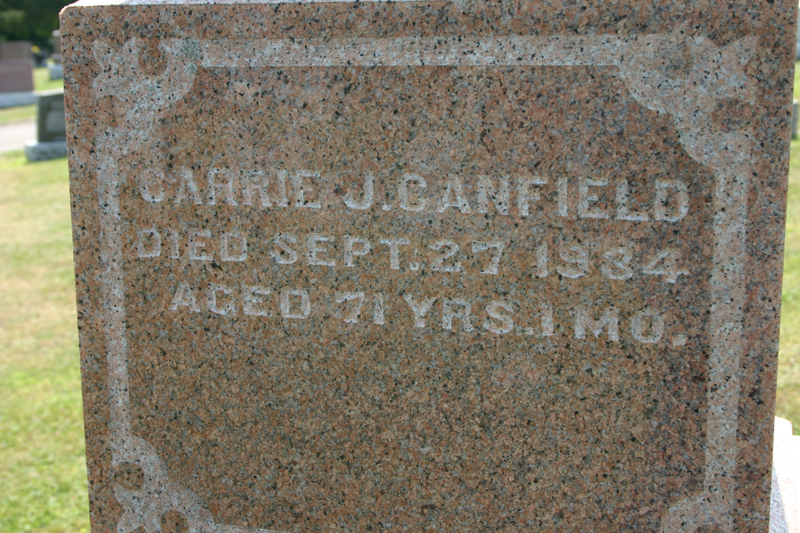 CARRIE J. CANFIELD
DIED SEPT. 27 1934
AGED 71 YRS. 1 MO.